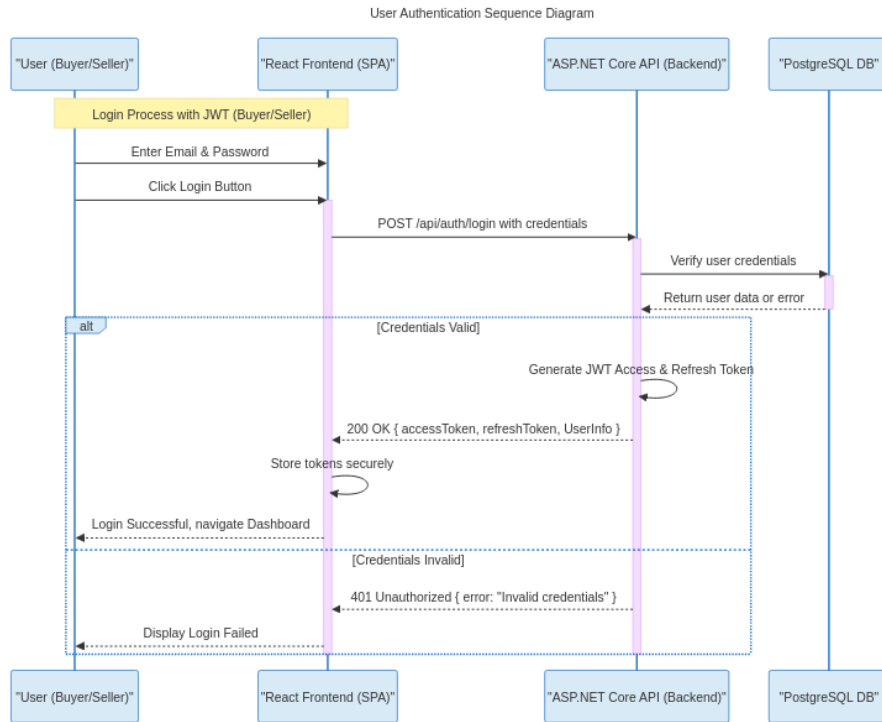 User Authentication Sequence Diagram
"User (Buyer/Seller)"
"React Frontend (SPA)"
"ASP.NET Core API (Backend)"
"PostgreSQL DB"
Login Process with JWT (Buyer/Seller)
Enter Email & Password
Click Login Button
POST /api/auth/login with credentials
Verify user credentials
Return user data or error
alt
[Credentials Valid]
Generate JWT Access & Refresh Token
200 OK { accessToken, refreshToken, UserInfo }
Store tokens securely
Login Successful, navigate Dashboard
[Credentials Invalid]
401 Unauthorized { error: "Invalid credentials" }
Display Login Failed
"User (Buyer/Seller)"
"React Frontend (SPA)"
"ASP.NET Core API (Backend)"
"PostgreSQL DB"